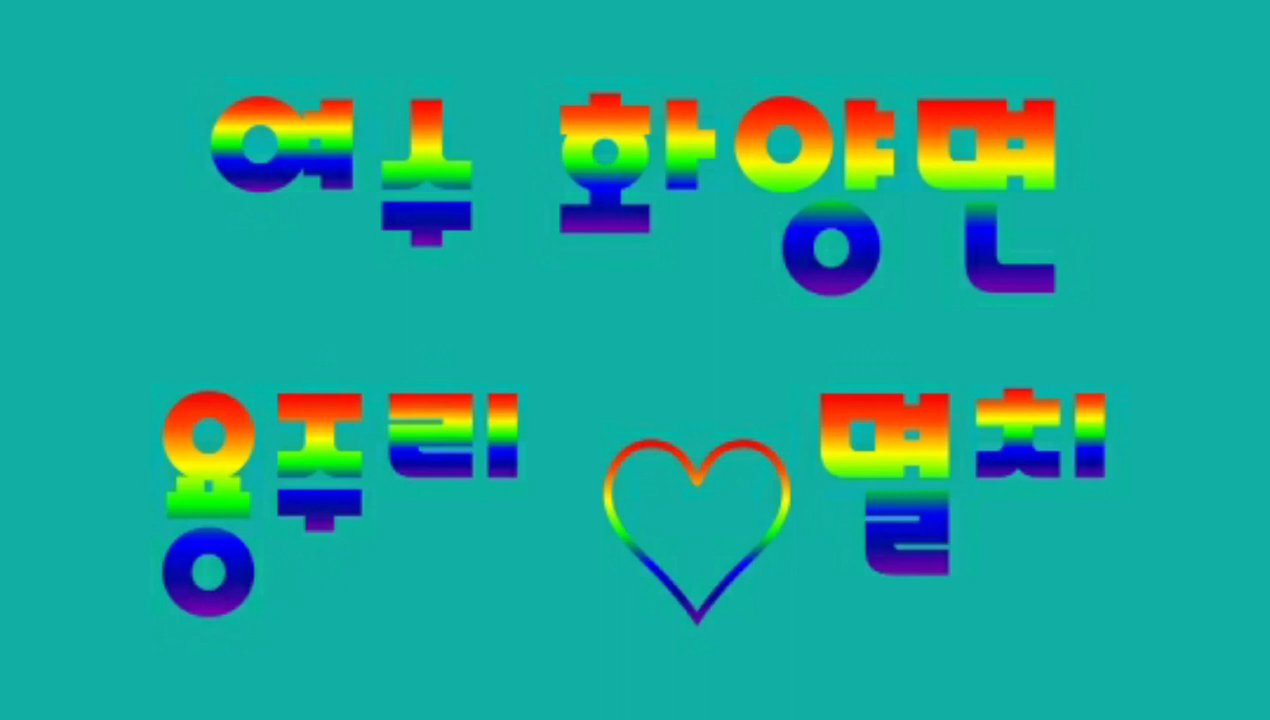 여수 화양면
용주리 ♡ 멸치